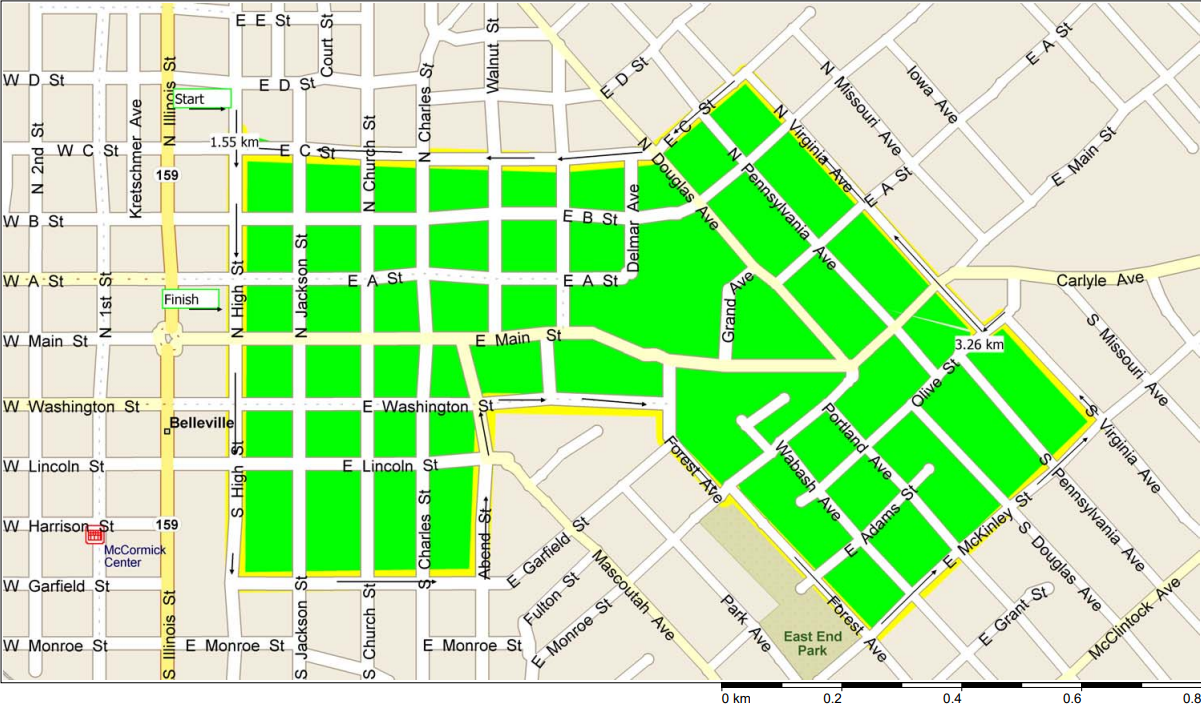 E E St
Court St
Walnut St
E A St
W D St
E D St
E D St
N Charles St
N Missouri Ave
Iowa Ave
Start
N Illinois St
Kretschmer Ave
E C St
N 2nd St
1.55 km
W C St
E C St
N Church St
N Virginia Ave
E Main St
159
N Douglas Ave
N Pennsylvania Ave
E A St
W B St
E B St
Delmar Ave
W A St
N 1st St
N High St
N Jackson St
E A St
E A St
Grand Ave
Carlyle Ave
Finish
W Main St
E Main St
3.26 km
S Missouri Ave
W Washington St
E Washington St
Olive St
Belleville
Portland Ave
S Virginia Ave
W Lincoln St
S High St
E Lincoln St
Forest Ave
Wabash Ave
S Pennsylvania Ave
W Harrison St
159
S Charles St
Abend St
E Adams St
E McKinley St
S Douglas Ave
McCormick
Center
W Garfield St
E Garfield St
Mascoutah Ave
Fulton St
Park Ave
Forest Ave
E Grant St
McClintock Ave
S Illinois St
S Jackson St
S Church St
W Monroe St
E Monroe St
E Monroe St
E Monroe St
East End
Park
0 km 0.2 0.4 0.6 0.8